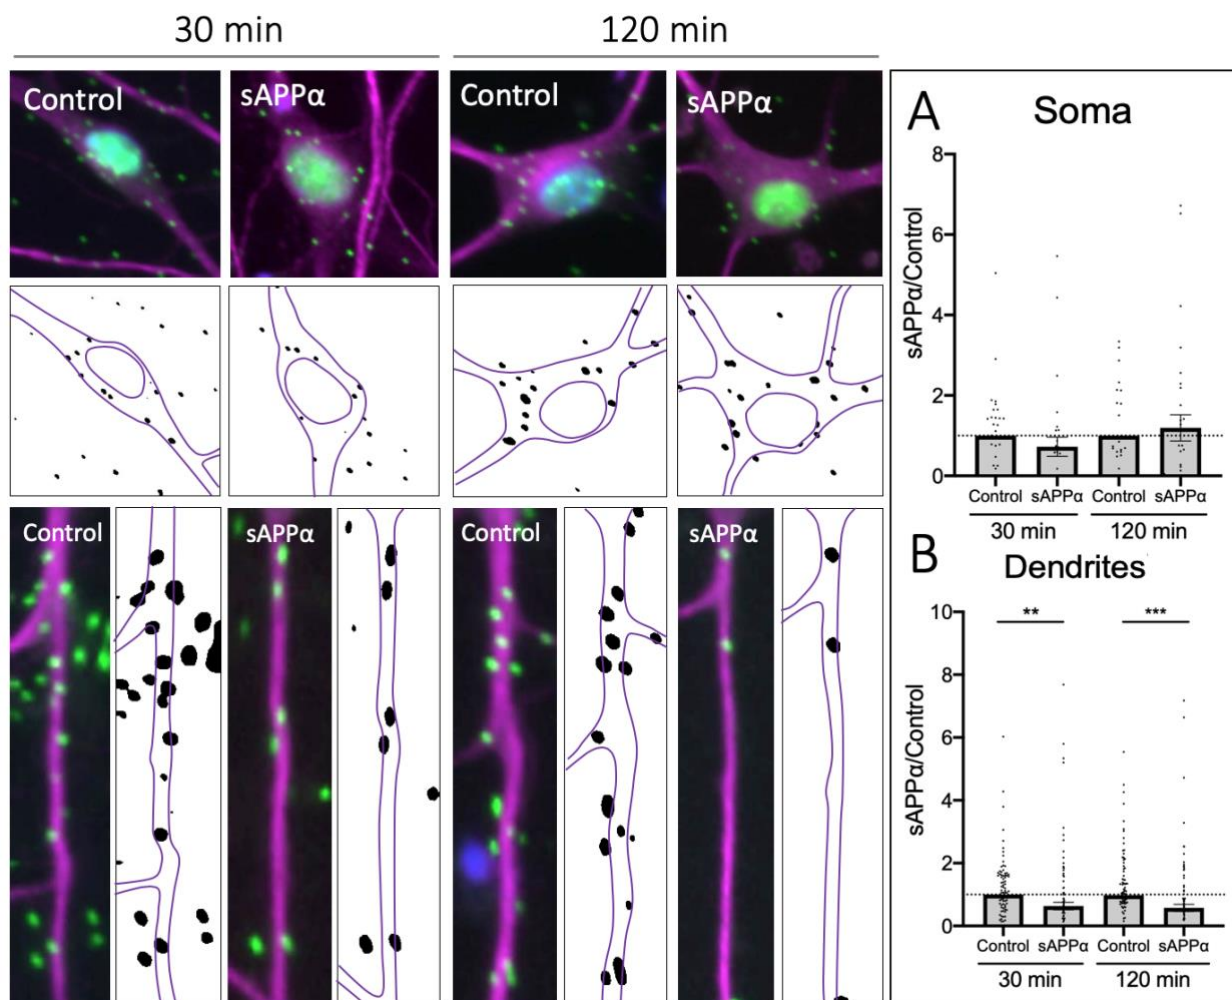 30 min
120 min
Control
sAPPα
Control
sAPPα
Control
sAPPα
Control
sAPPα
A
Soma
sAPPα/Control
8
6
4
2
0
Control sAPPα Control sAPPα
30 min 120 min
B
Dendrites
sAPPα/Control
10
8
6
4
2
0
** ***
Control sAPPα Control sAPPα
30 min 120 min